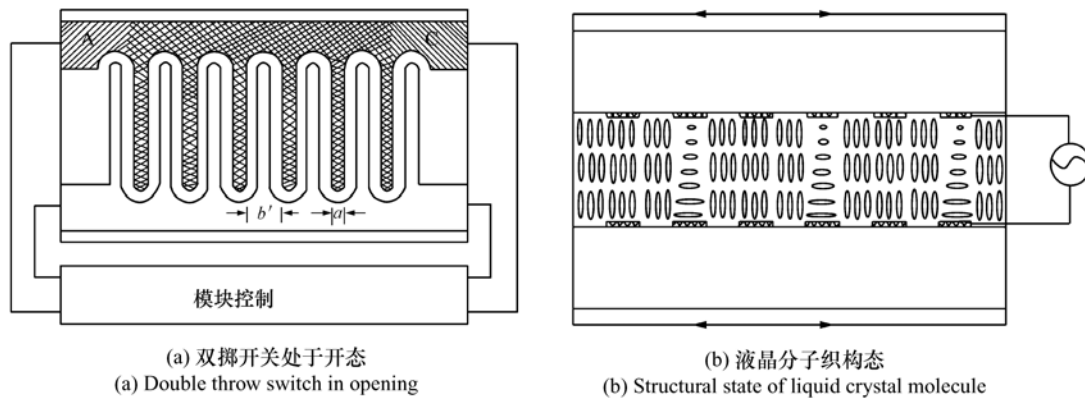 A
C
b'
a
模块控制
(a) 双掷开关处于开态
(a) Double throw switch in opening
(b) 液晶分子织构态
(b) Structural state of liquid crystal molecule